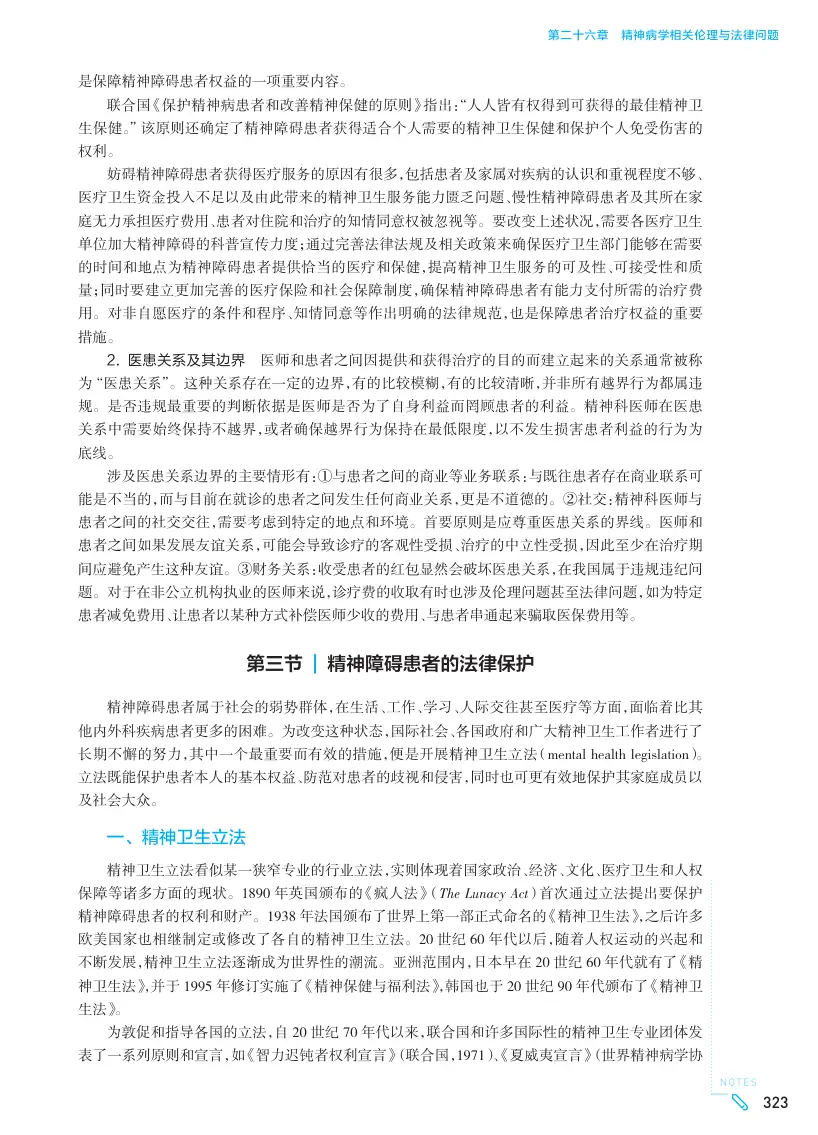 第二十六章 精神病学相关伦理与法律问题
是保障精神障碍患者权益的一项重要内容。
联合国《保护精神病患者和改善精神保健的原则》指出：“人人皆有权得到可获得的最佳精神卫
生保健。”该原则还确定了精神障碍患者获得适合个人需要的精神卫生保健和保护个人免受伤害的
权利。
妨碍精神障碍患者获得医疗服务的原因有很多，包括患者及家属对疾病的认识和重视程度不够、
医疗卫生资金投入不足以及由此带来的精神卫生服务能力匮乏问题、慢性精神障碍患者及其所在家
庭无力承担医疗费用、患者对住院和治疗的知情同意权被忽视等。要改变上述状况，需要各医疗卫生
单位加大精神障碍的科普宣传力度；通过完善法律法规及相关政策来确保医疗卫生部门能够在需要
的时间和地点为精神障碍患者提供恰当的医疗和保健，提高精神卫生服务的可及性、可接受性和质
量；同时要建立更加完善的医疗保险和社会保障制度，确保精神障碍患者有能力支付所需的治疗费
用。对非自愿医疗的条件和程序、知情同意等作出明确的法律规范，也是保障患者治疗权益的重要
措施。
2. 医患关系及其边界 医师和患者之间因提供和获得治疗的目的而建立起来的关系通常被称
为“医患关系”。这种关系存在一定的边界，有的比较模糊，有的比较清晰，并非所有越界行为都属违
规。是否违规最重要的判断依据是医师是否为了自身利益而罔顾患者的利益。精神科医师在医患
关系中需要始终保持不越界，或者确保越界行为保持在最低限度，以不发生损害患者利益的行为为
底线。
涉及医患关系边界的主要情形有：①与患者之间的商业等业务联系：与既往患者存在商业联系可
能是不当的，而与目前在就诊的患者之间发生任何商业关系，更是不道德的。②社交：精神科医师与
患者之间的社交交往，需要考虑到特定的地点和环境。首要原则是应尊重医患关系的界线。医师和
患者之间如果发展友谊关系，可能会导致诊疗的客观性受损、治疗的中立性受损，因此至少在治疗期
间应避免产生这种友谊。③财务关系：收受患者的红包显然会破坏医患关系，在我国属于违规违纪问
题。对于在非公立机构执业的医师来说，诊疗费的收取有时也涉及伦理问题甚至法律问题，如为特定
患者减免费用、让患者以某种方式补偿医师少收的费用、与患者串通起来骗取医保费用等。
第三节 | 精神障碍患者的法律保护
精神障碍患者属于社会的弱势群体，在生活、工作、学习、人际交往甚至医疗等方面，面临着比其
他内外科疾病患者更多的困难。为改变这种状态，国际社会、各国政府和广大精神卫生工作者进行了
长期不懈的努力，其中一个最重要而有效的措施，便是开展精神卫生立法（mental health legislation）。
立法既能保护患者本人的基本权益、防范对患者的歧视和侵害，同时也可更有效地保护其家庭成员以
及社会大众。
一、精神卫生立法
精神卫生立法看似某一狭窄专业的行业立法，实则体现着国家政治、经济、文化、医疗卫生和人权
保障等诸多方面的现状。1890 年英国颁布的《疯人法》（The Lunacy Act）首次通过立法提出要保护
精神障碍患者的权利和财产。1938 年法国颁布了世界上第一部正式命名的《精神卫生法》，之后许多
欧美国家也相继制定或修改了各自的精神卫生立法。20 世纪 60 年代以后，随着人权运动的兴起和
不断发展，精神卫生立法逐渐成为世界性的潮流。亚洲范围内，日本早在 20 世纪 60 年代就有了《精
神卫生法》，并于 1995 年修订实施了《精神保健与福利法》，韩国也于 20 世纪 90 年代颁布了《精神卫
生法》。
为敦促和指导各国的立法，自 20 世纪 70 年代以来，联合国和许多国际性的精神卫生专业团体发
表了一系列原则和宣言，如《智力迟钝者权利宣言》（联合国，1971）、《夏威夷宣言》（世界精神病学协
NOTES
323